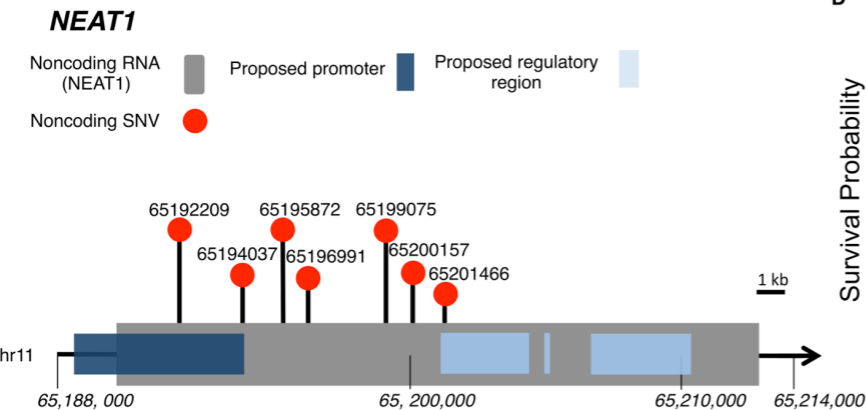 NEAT1
Noncoding RNA
(NEAT1)
Proposed promoter
Proposed regulatory
region
Noncoding SNV
65192209
65195872
65199075
65194037
65196991
65200157
65201466
1 kb
hr11
65,188, 000
65, 200,000
65,210,000
65,214,000
Survival Probability